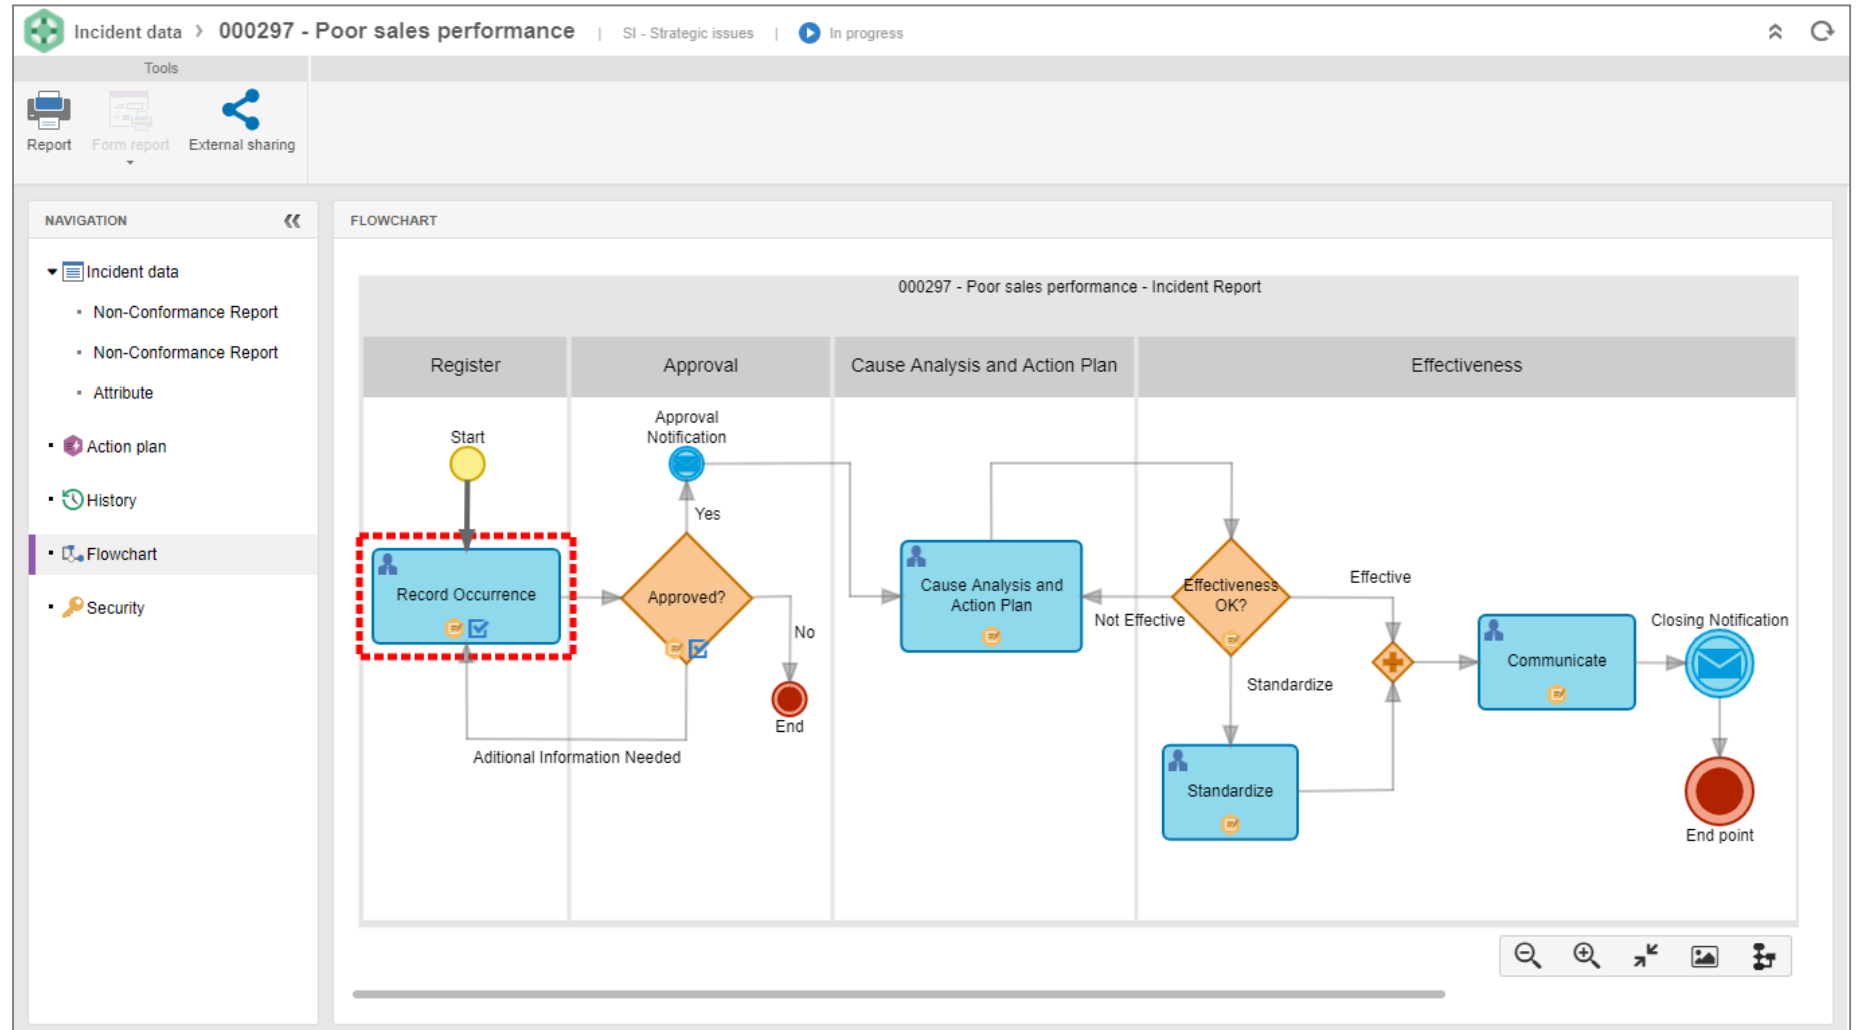 Incident data › 000297 - Poor sales performance | SI - Strategic issues | In progress
Tools
Report
Form report
External sharing
NAVIGATION
Incident data
Non-Conformance Report
Non-Conformance Report
Attribute
Action plan
History
Flowchart
Security
FLOWCHART
000297 - Poor sales performance - Incident Report
Register
Approval
Cause Analysis and Action Plan
Effectiveness
Start
Record Occurrence
Approval
Notification
Yes
Approved?
No
End
Aditional Information Needed
Cause Analysis and
Action Plan
Effectiveness
OK?
Not Effective
Effective
Standardize
Standardize
Communicate
Closing Notification
End point